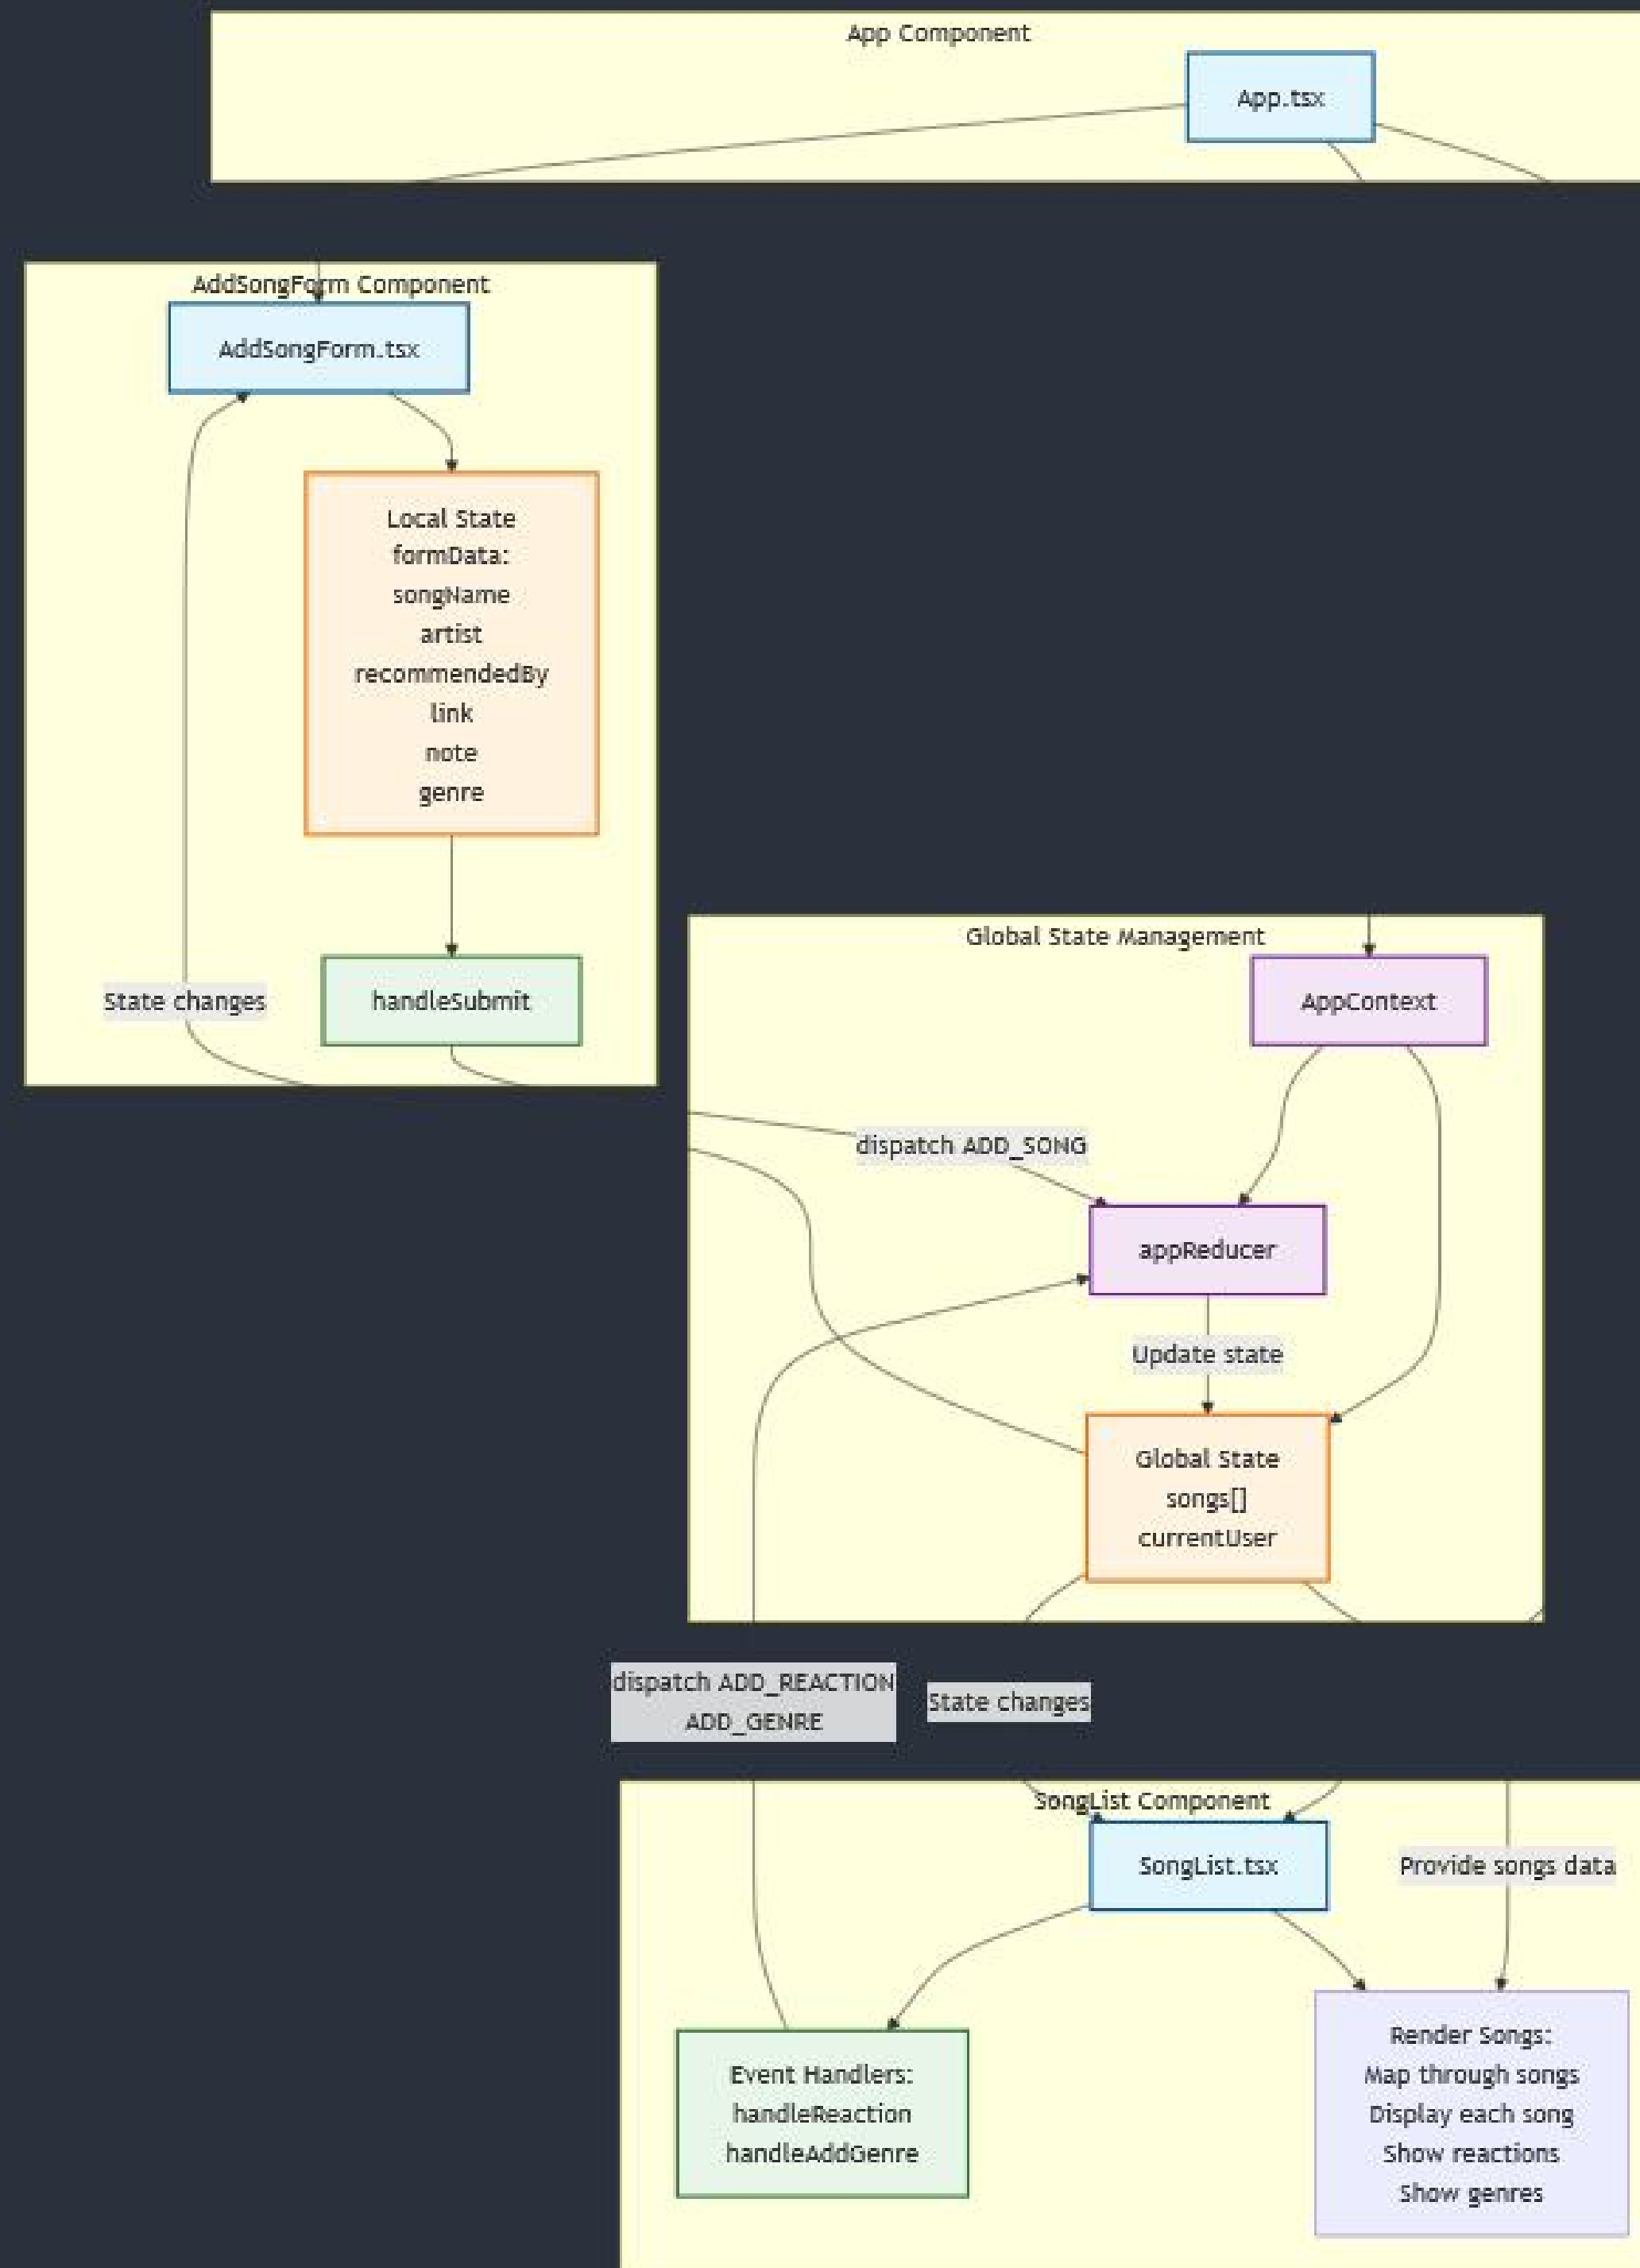 App Component
App.tsx
AddSongForm Component
AddSongForm.tsx
Local State
formData:
songName
artist
recommendedBy
link
note
genre
State changes
handleSubmit
Global State Management
AppContext
dispatch ADD_SONG
appReducer
Update state
Global State
songs[]
currentUser
dispatch ADD_REACTION
ADD_GENRE
State changes
SongList Component
SongList.tsx
Provide songs data
Event Handlers:
handleReaction
handleAddGenre
Render Songs:
Map through songs
Display each song
Show reactions
Show genres